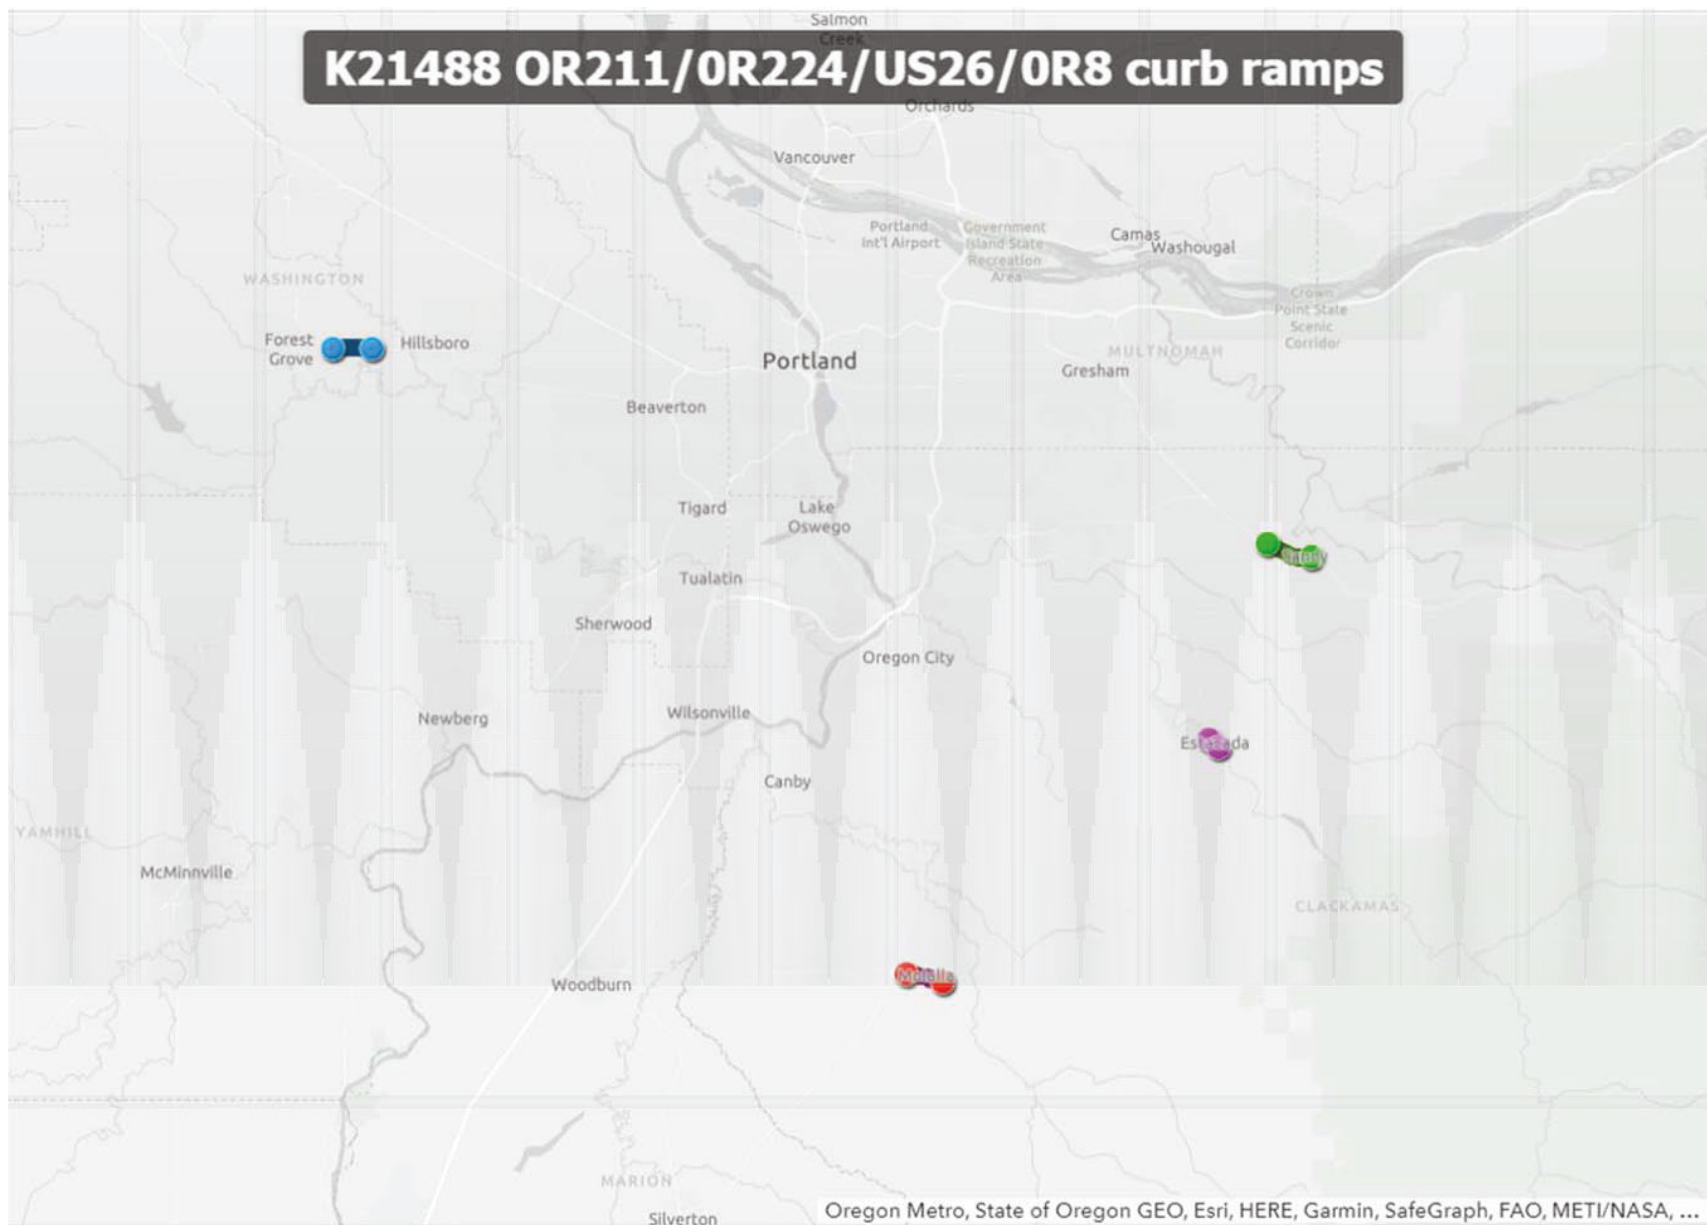 Salmon
Creek
K21488 OR211/0R224/US26/0R8 curb ramps
Orchards
Vancouver
Portland
Int'l Airport
Government
Island State
Recreation
Area
Camas
Washougal
WASHINGTON
Crown
Point State
Scenic
Corridor
Forest
Grove
Hillsboro
Portland
MULTNOMAH
Gresham
Beaverton
Tigard
Lake
Oswego
Sandy
Tualatin
Sherwood
Oregon City
Newberg
Wilsonville
Estacada
Canby
YAMHILL
McMinnville
CLACKAMAS
Molalla
Woodburn
MARION
Silverton
Oregon Metro, State of Oregon GEO, Esri, HERE, Garmin, SafeGraph, FAO, METI/NASA, ...